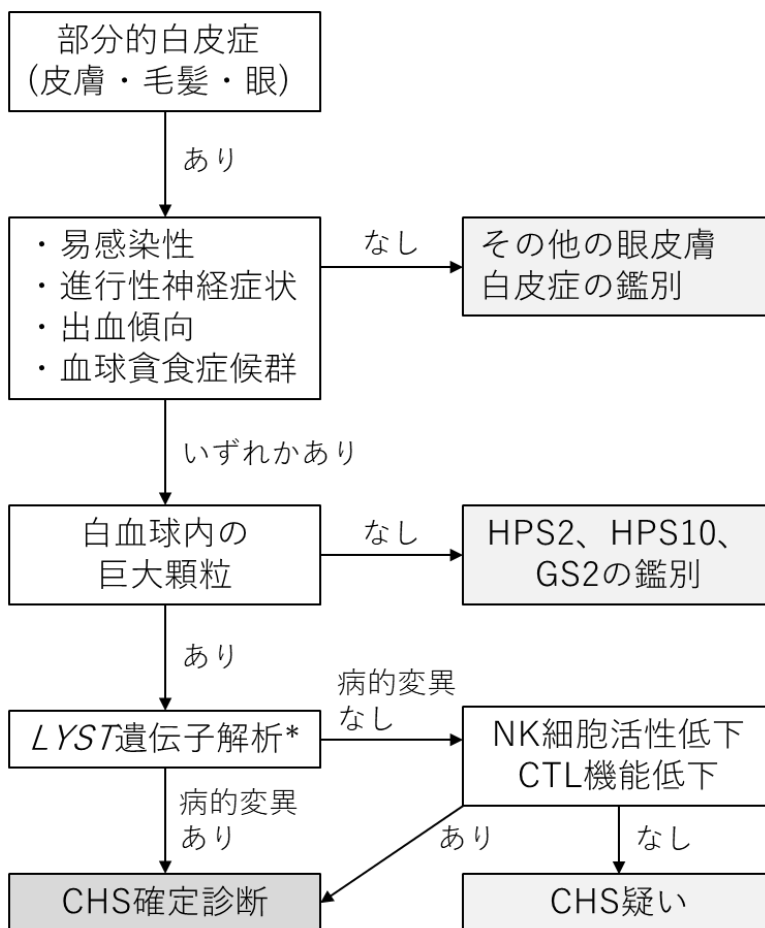 部分的白皮症
(皮膚・毛髪・眼)
あり
・易感染性
・進行性神経症状
・出血傾向
・血球貪食症候群
なし
その他の眼皮膚
白皮症の鑑別
いずれかあり
白血球内の
巨大顆粒
なし
HPS2、HPS10、
GS2の鑑別
あり
LYST遺伝子解析*
病的変異
なし
NK細胞活性低下
CTL機能低下
病的変異
あり
あり
なし
CHS確定診断
CHS疑い